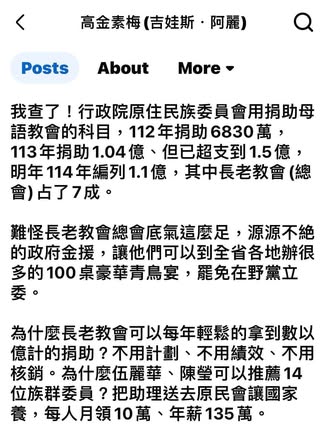 高金素梅(吉娃斯．阿麗)
Posts About More
我查了！行政院原住民族委員會用捐助母
語教會的科目，112年捐助6830萬，
113年捐助1.04億、但已超支到1.5億，
明年114年編列1.1億，其中長老教會(總
會)占了7成。
難怪長老教會總會底氣這麼足，源源不絕
的政府金援，讓他們可以到全省各地辦很
多的100桌豪華青鳥宴，罷免在野黨立
委。
為什麼長老教會可以每年輕鬆的拿到數以
億計的捐助？不用計劃、不用績效、不用
核銷。為什麼伍麗華、陳瑩可以推薦14
位族群委員？把助理送去原民會讓國家
養，每人月領10萬、年薪135萬。